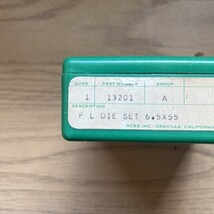 QUAN. PART NUMBER GROUP
1 13201 A
DESCRIPTION
F L DIE SET 6.5X55
RCBS, INC.-OROVILLE-CALIFORNIA